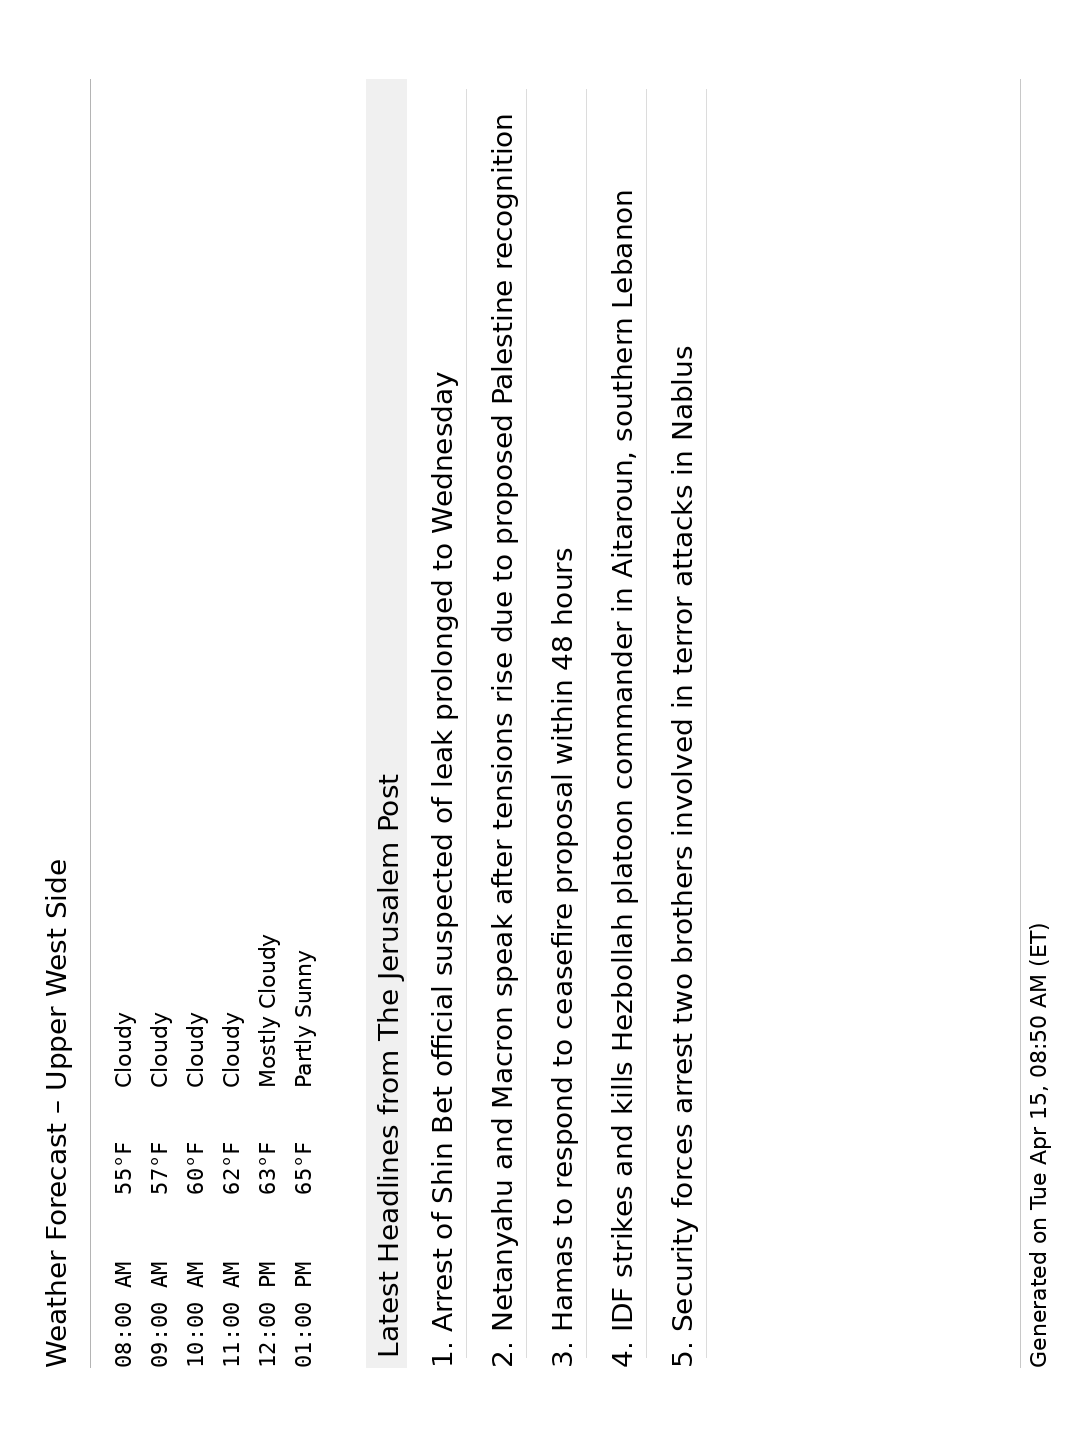 Weather Forecast – Upper West Side
08:00 AM 55°F Cloudy
09:00 AM 57°F Cloudy
10:00 AM 60°F Cloudy
11:00 AM 62°F Cloudy
12:00 PM 63°F Mostly Cloudy
01:00 PM 65°F Partly Sunny
Latest Headlines from The Jerusalem Post
1. Arrest of Shin Bet official suspected of leak prolonged to Wednesday
2. Netanyahu and Macron speak after tensions rise due to proposed Palestine recognition
3. Hamas to respond to ceasefire proposal within 48 hours
4. IDF strikes and kills Hezbollah platoon commander in Aitaroun, southern Lebanon
5. Security forces arrest two brothers involved in terror attacks in Nablus
Generated on Tue Apr 15, 08:50 AM (ET)